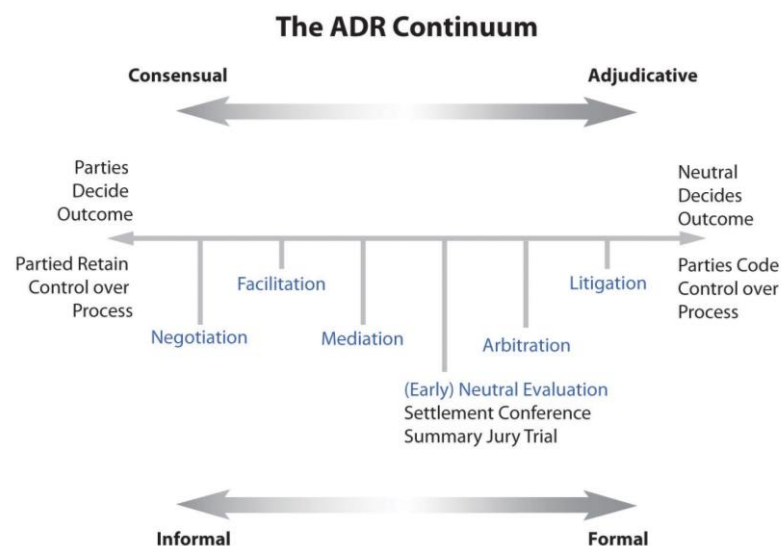 The ADR Continuum
Consensual
Adjudicative
Parties
Decide
Outcome
Neutral
Decides
Outcome
Partied Retain
Control over
Process
Parties Code
Control over
Process
Facilitation
Litigation
Negotiation
Mediation
Arbitration
(Early) Neutral Evaluation
Settlement Conference
Summary Jury Trial
Informal
Formal